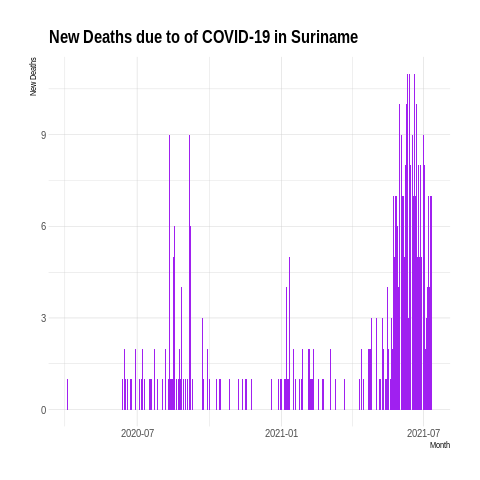 New Deaths due to of COVID-19 in Suriname
New Deaths
9
6
3
0
2020-07
2021-01
2021-07
Month